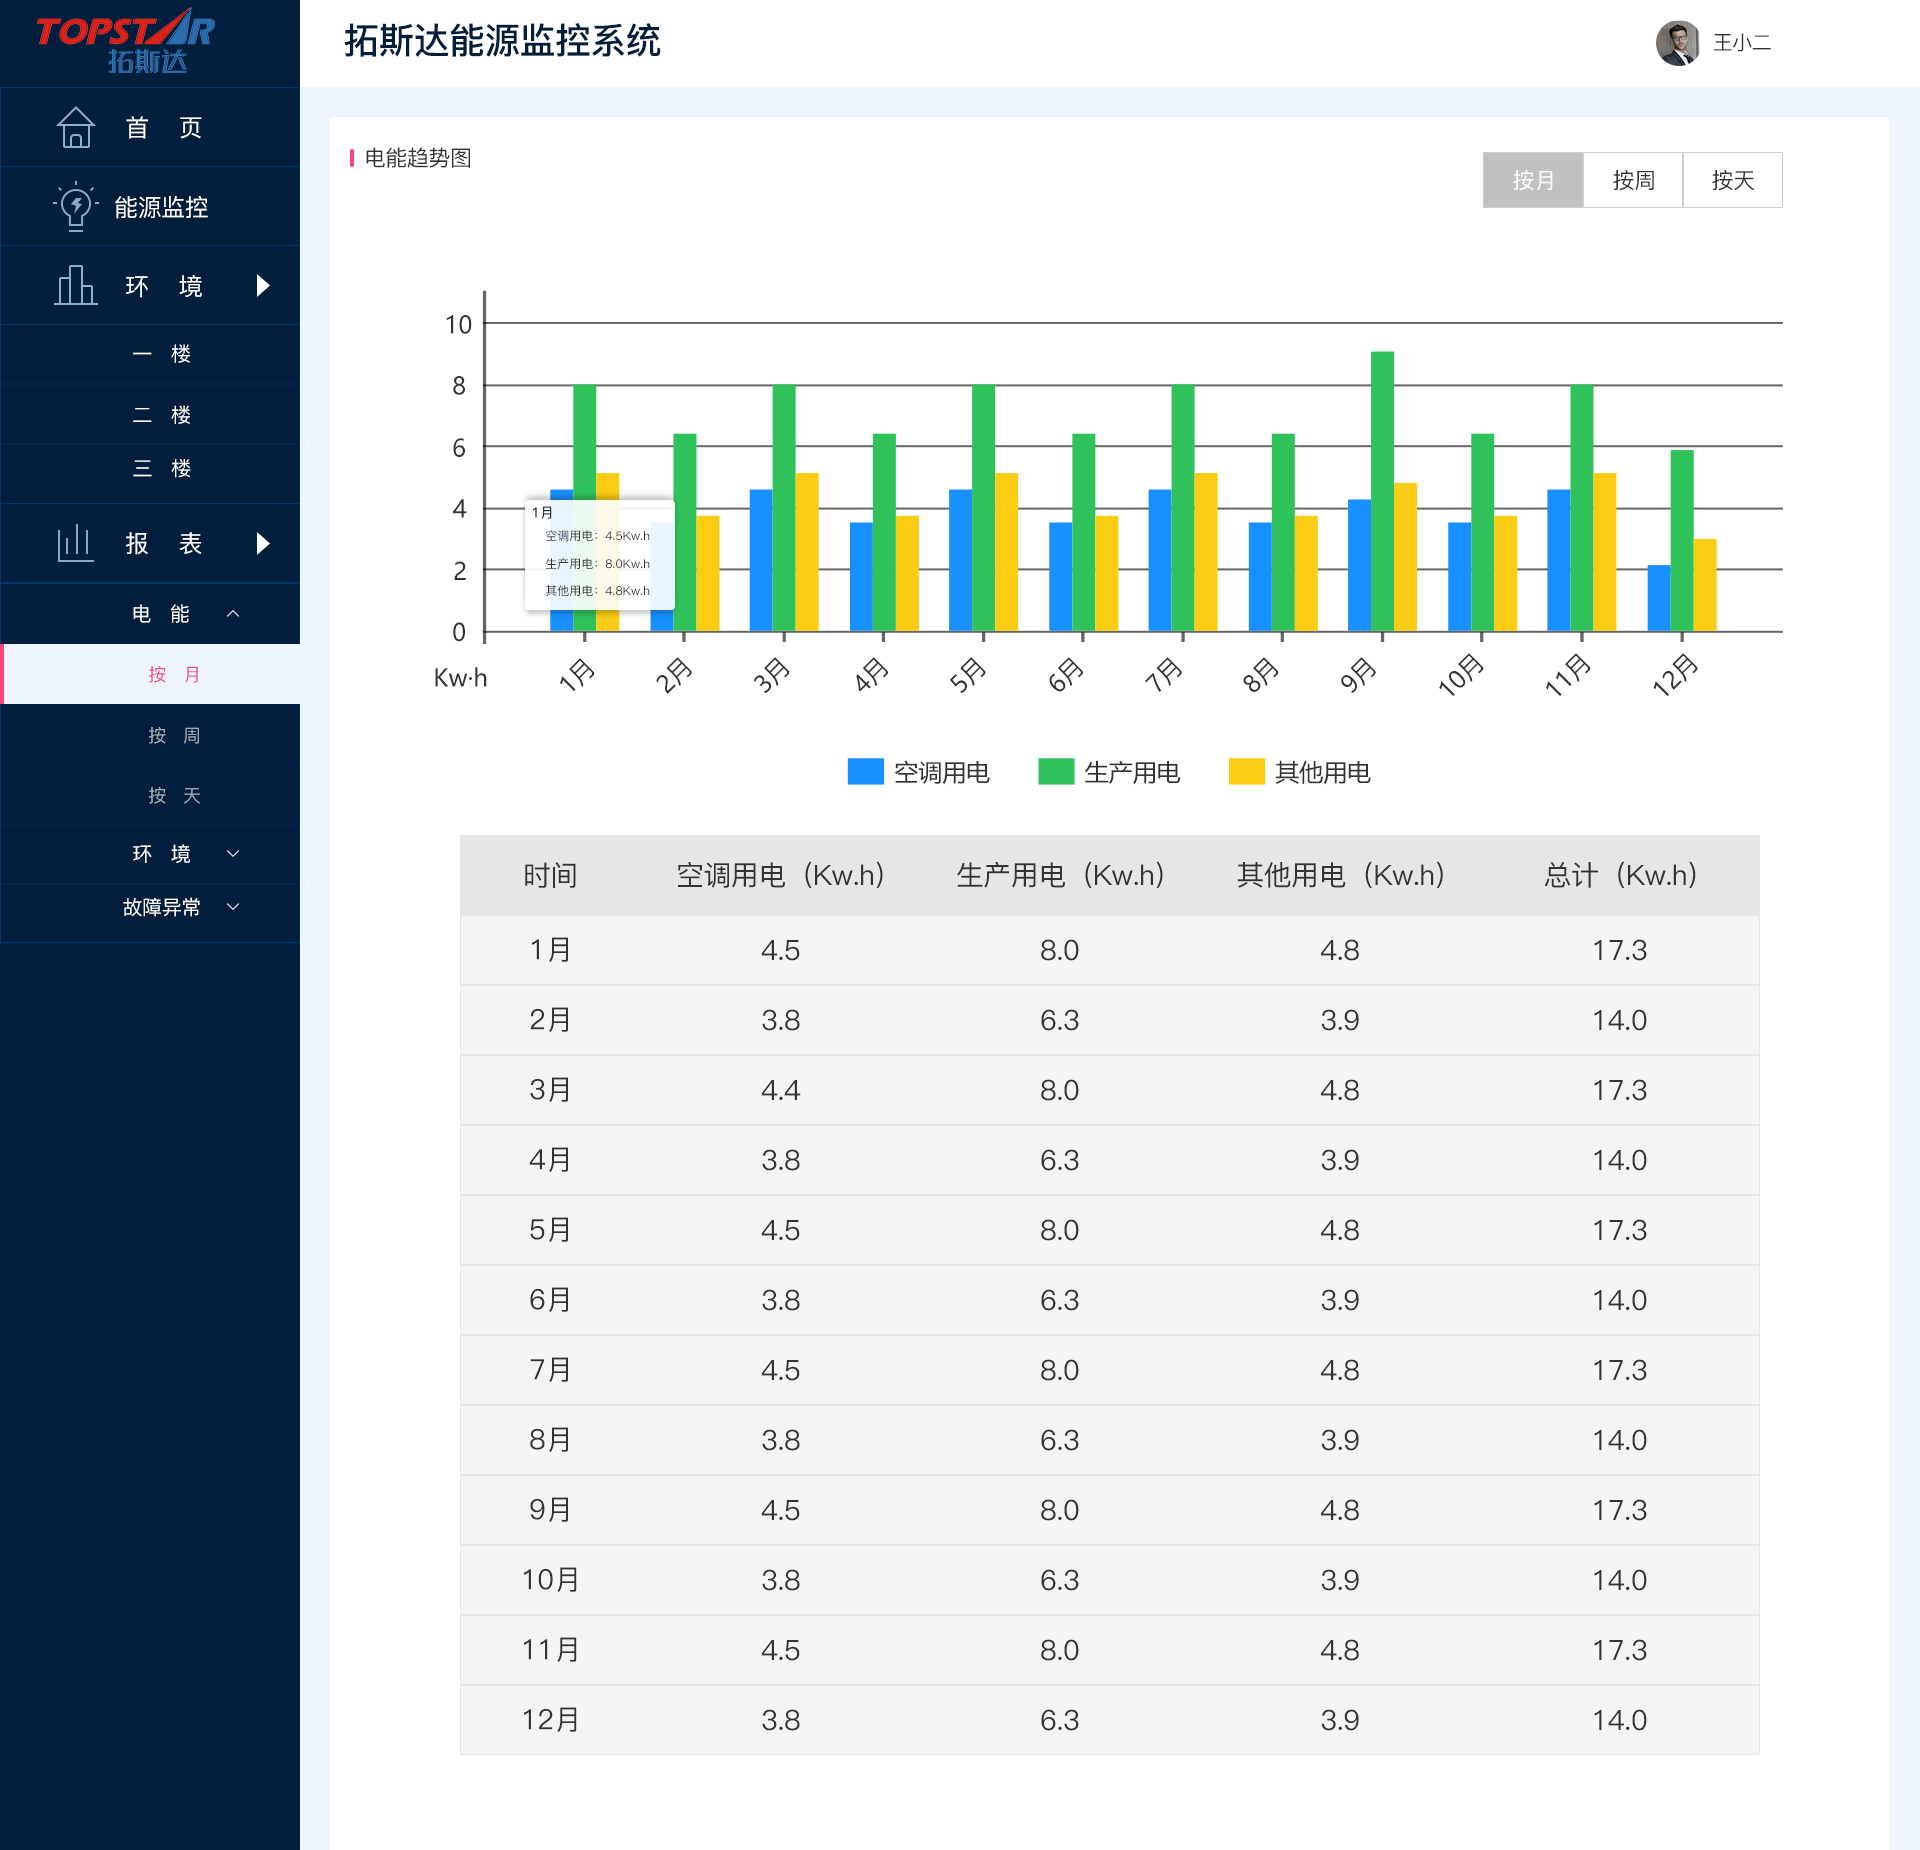 TOPSTAR
拓斯达
拓斯达能源监控系统
王小二
首 页
能源监控
环 境
一 楼
二 楼
三 楼
报 表
电 能
按 月
按 周
按 天
环 境
故障异常
电能趋势图
按月 按周 按天
10
8
6
4
2
0
Kw·h
1月
空调用电：4.5Kw.h
生产用电：8.0Kw.h
其他用电：4.8Kw.h
1月 2月 3月 4月 5月 6月 7月 8月 9月 10月 11月 12月
空调用电 生产用电 其他用电
时间 空调用电（Kw.h） 生产用电（Kw.h） 其他用电（Kw.h） 总计（Kw.h）
1月 4.5 8.0 4.8 17.3
2月 3.8 6.3 3.9 14.0
3月 4.4 8.0 4.8 17.3
4月 3.8 6.3 3.9 14.0
5月 4.5 8.0 4.8 17.3
6月 3.8 6.3 3.9 14.0
7月 4.5 8.0 4.8 17.3
8月 3.8 6.3 3.9 14.0
9月 4.5 8.0 4.8 17.3
10月 3.8 6.3 3.9 14.0
11月 4.5 8.0 4.8 17.3
12月 3.8 6.3 3.9 14.0